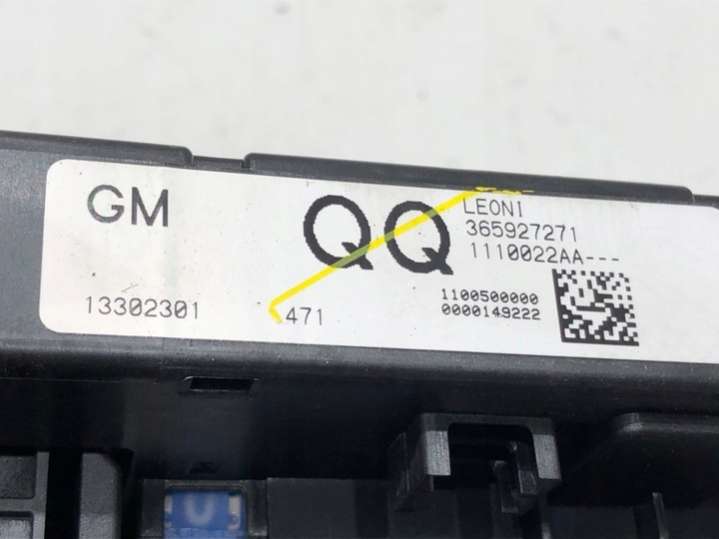 GM
QQ
LEONI
365927271
1110022AA---
13302301
471
1100500000
0000149222